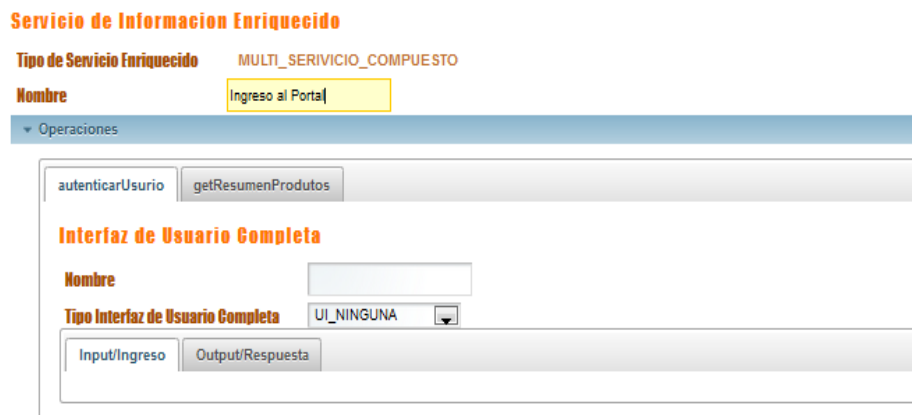 Servicio de Informacion Enriquecido
Tipo de Servicio Enriquecido MULTI_SERIVICIO_COMPUESTO
Nombre Ingreso al Portal
Operaciones
autenticarUsurio getResumenProdutos
Interfaz de Usuario Completa
Nombre
Tipo Interfaz de Usuario Completa UI_NINGUNA
Input/Ingreso Output/Respuesta